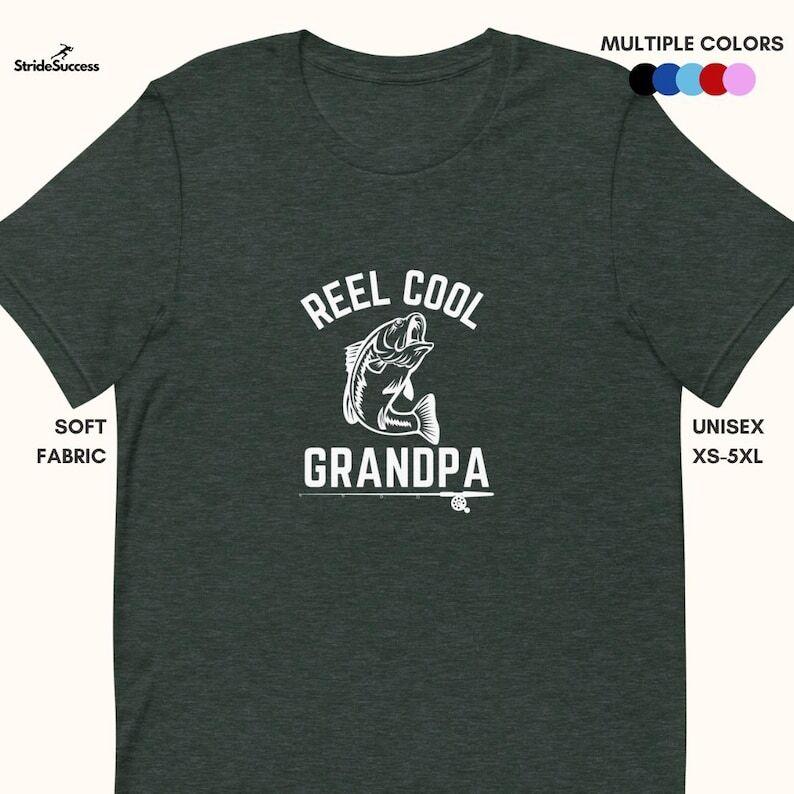 StrideSuccess
MULTIPLE COLORS
REEL COOL
GRANDPA
SOFT
FABRIC
UNISEX
XS-5XL